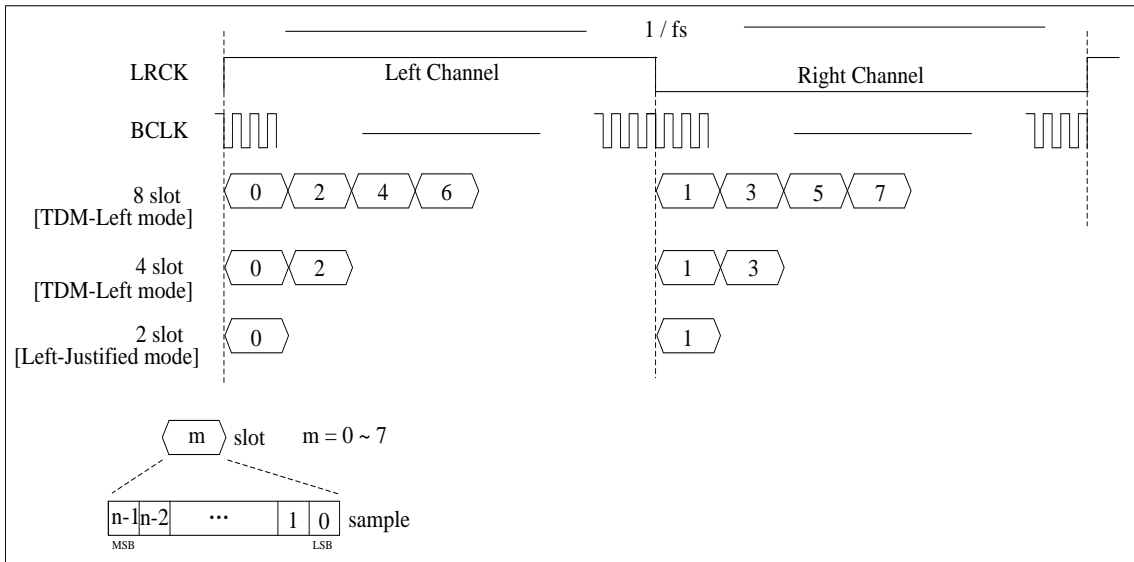 1 / fs
LRCK
Left Channel
Right Channel
BCLK
8 slot
[TDM-Left mode]
0 2 4 6
1 3 5 7
4 slot
[TDM-Left mode]
0 2
1 3
2 slot
[Left-Justified mode]
0
1
m slot m = 0 ~ 7
n-1 n-2 ... 1 0 sample
MSB LSB